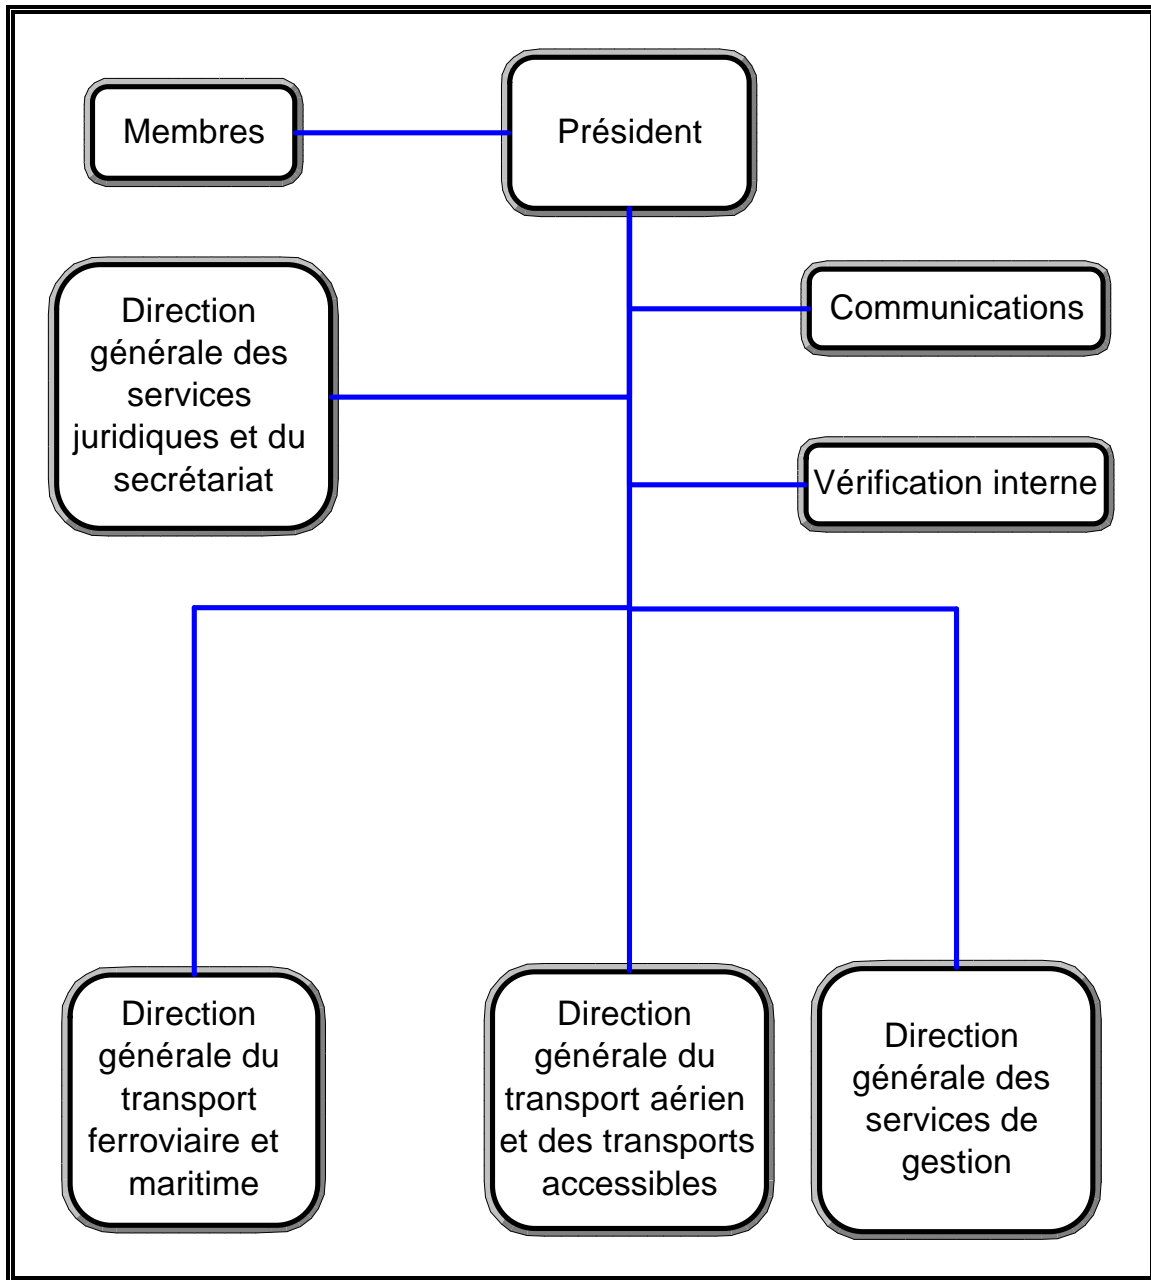 Membres
Président
Direction
générale des
services
juridiques et du
secrétariat
Communications
Vérification interne
Direction
générale du
transport
ferroviaire et
maritime
Direction
générale du
transport aérien
et des transports
accessibles
Direction
générale des
services de
gestion